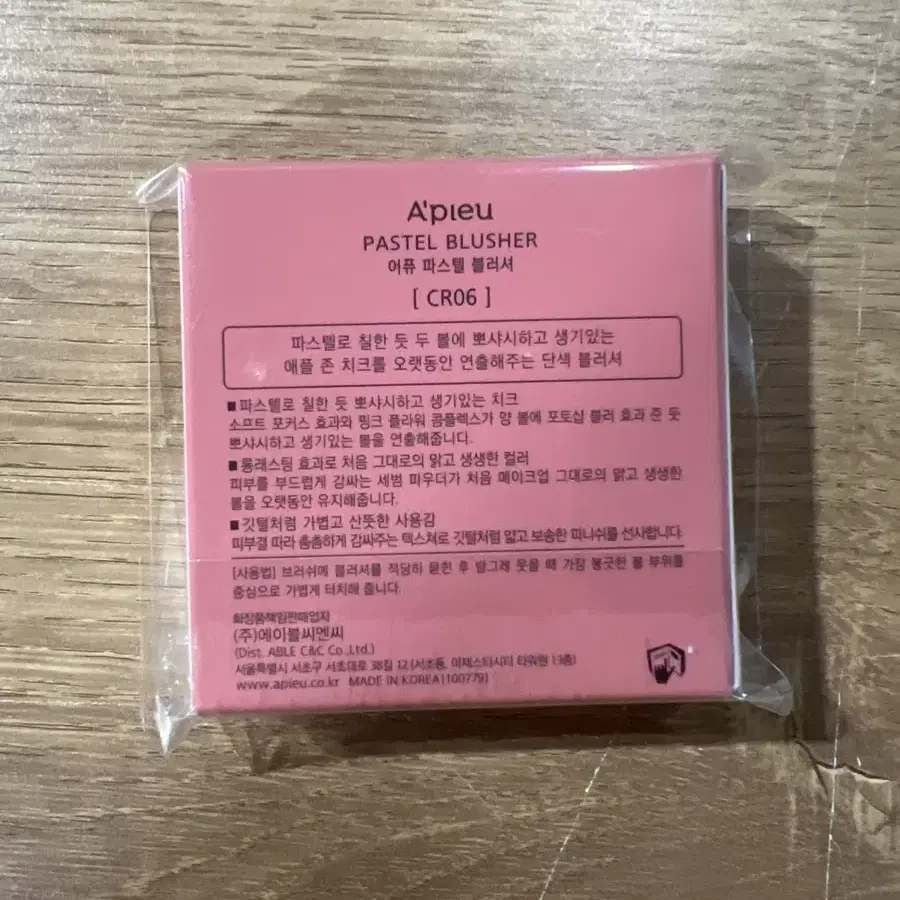 A'pieu
PASTEL BLUSHER
어퓨 파스텔 블러셔
[ CR06 ]
파스텔로 칠한 듯 두 볼에 뽀샤시하고 생기있는
애플 존 치크를 오랫동안 연출해주는 단색 블러셔
■ 파스텔로 칠한 듯 뽀샤시하고 생기있는 치크
소프트 포커스 효과와 핑크 플라워 콤플렉스가 양 볼에 포토샵 블러 효과 준 듯
뽀샤시하고 생기있는 볼을 연출해줍니다.
■ 롱래스팅 효과로 처음 그대로의 맑고 생생한 컬러
피부를 부드럽게 감싸는 세범 파우더가 처음 메이크업 그대로의 맑고 생생한
볼을 오랫동안 유지해줍니다.
■ 깃털처럼 가볍고 산뜻한 사용감
피부결 따라 촘촘하게 감싸주는 텍스쳐로 깃털처럼 얇고 보송한 피니쉬를 선사합니다.
[사용법] 브러쉬에 블러셔를 적당히 묻힌 후 발그레 웃을 때 가장 붉긋한 볼 부위를
중심으로 가볍게 터치해 줍니다.
화장품책임판매업자
(주)에이블씨엔씨
(Dist. ABLE C&C Co.,Ltd.)
서울특별시 서초구 서초대로 38길 12 (서초동, 마제스타시티 타워원 13층)
www.apieu.co.kr MADE IN KOREA (100779)